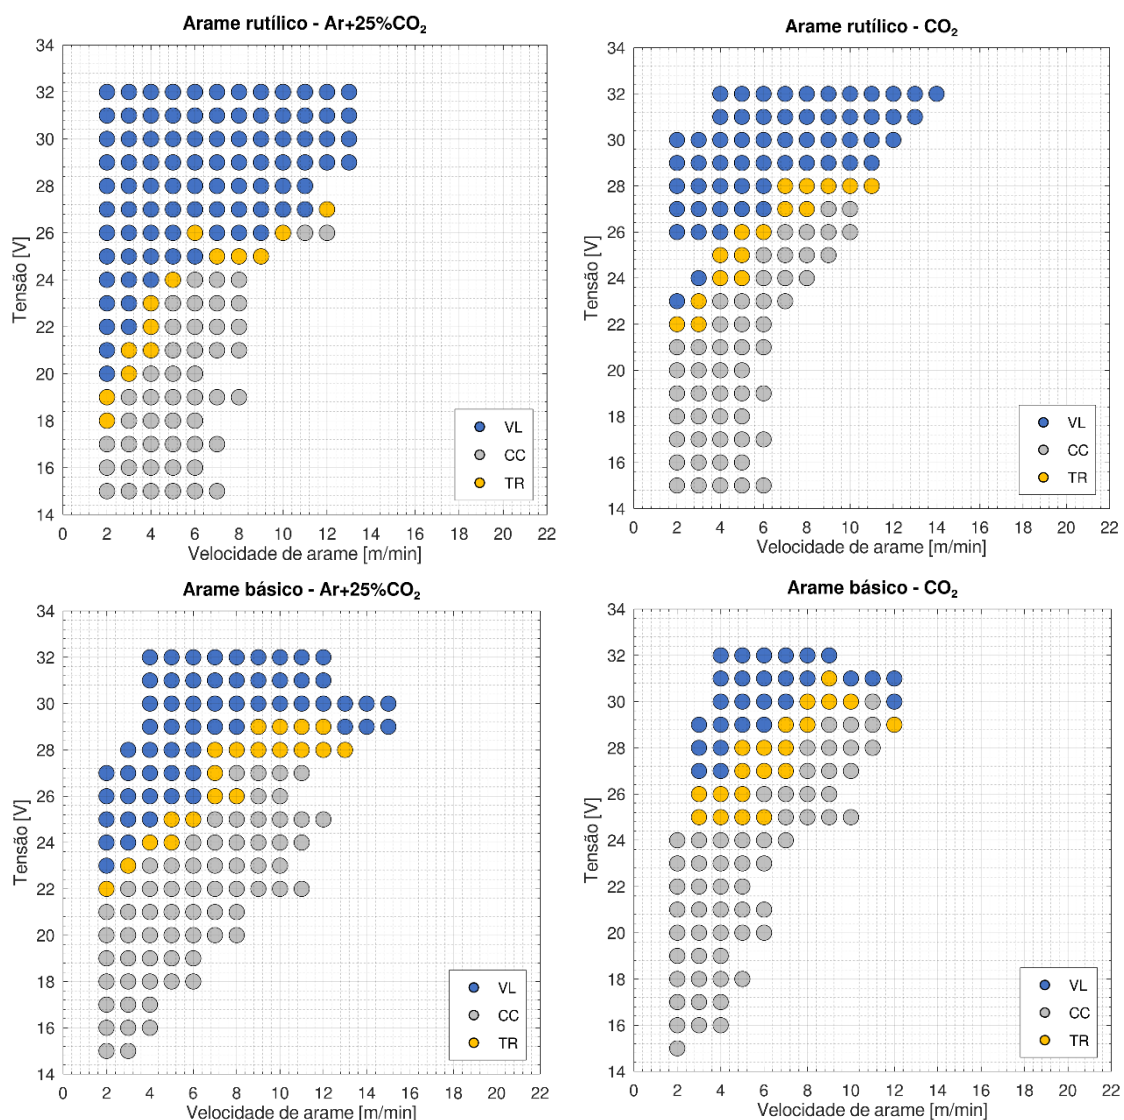 Arame rutílico - Ar+25%CO₂
34
32
30
28
26
24
22
20
18
16
14
Tensão [V]
VL
CC
TR
0 2 4 6 8 10 12 14 16 18 20 22
Velocidade de arame [m/min]
Arame rutílico - CO₂
34
32
30
28
26
24
22
20
18
16
14
Tensão [V]
VL
CC
TR
0 2 4 6 8 10 12 14 16 18 20 22
Velocidade de arame [m/min]
Arame básico - Ar+25%CO₂
34
32
30
28
26
24
22
20
18
16
14
Tensão [V]
VL
CC
TR
0 2 4 6 8 10 12 14 16 18 20 22
Velocidade de arame [m/min]
Arame básico - CO₂
34
32
30
28
26
24
22
20
18
16
14
Tensão [V]
VL
CC
TR
0 2 4 6 8 10 12 14 16 18 20 22
Velocidade de arame [m/min]